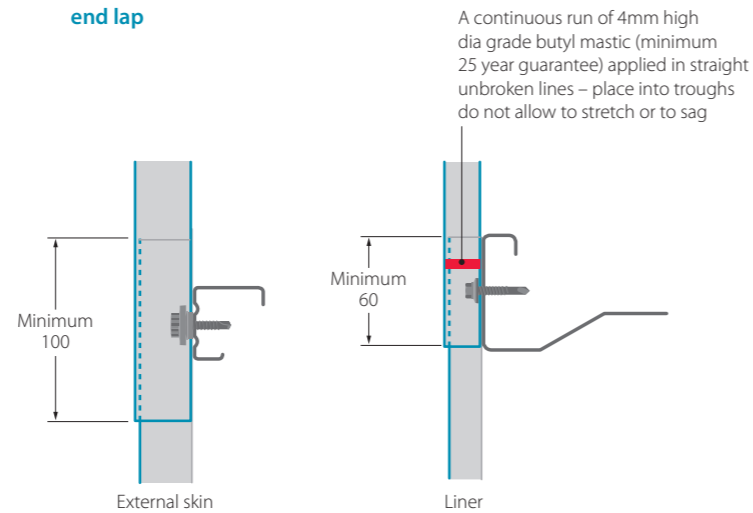 end lap
A continuous run of 4mm high
dia grade butyl mastic (minimum
25 year guarantee) applied in straight
unbroken lines – place into troughs
do not allow to stretch or to sag
Minimum
100
Minimum
60
External skin
Liner